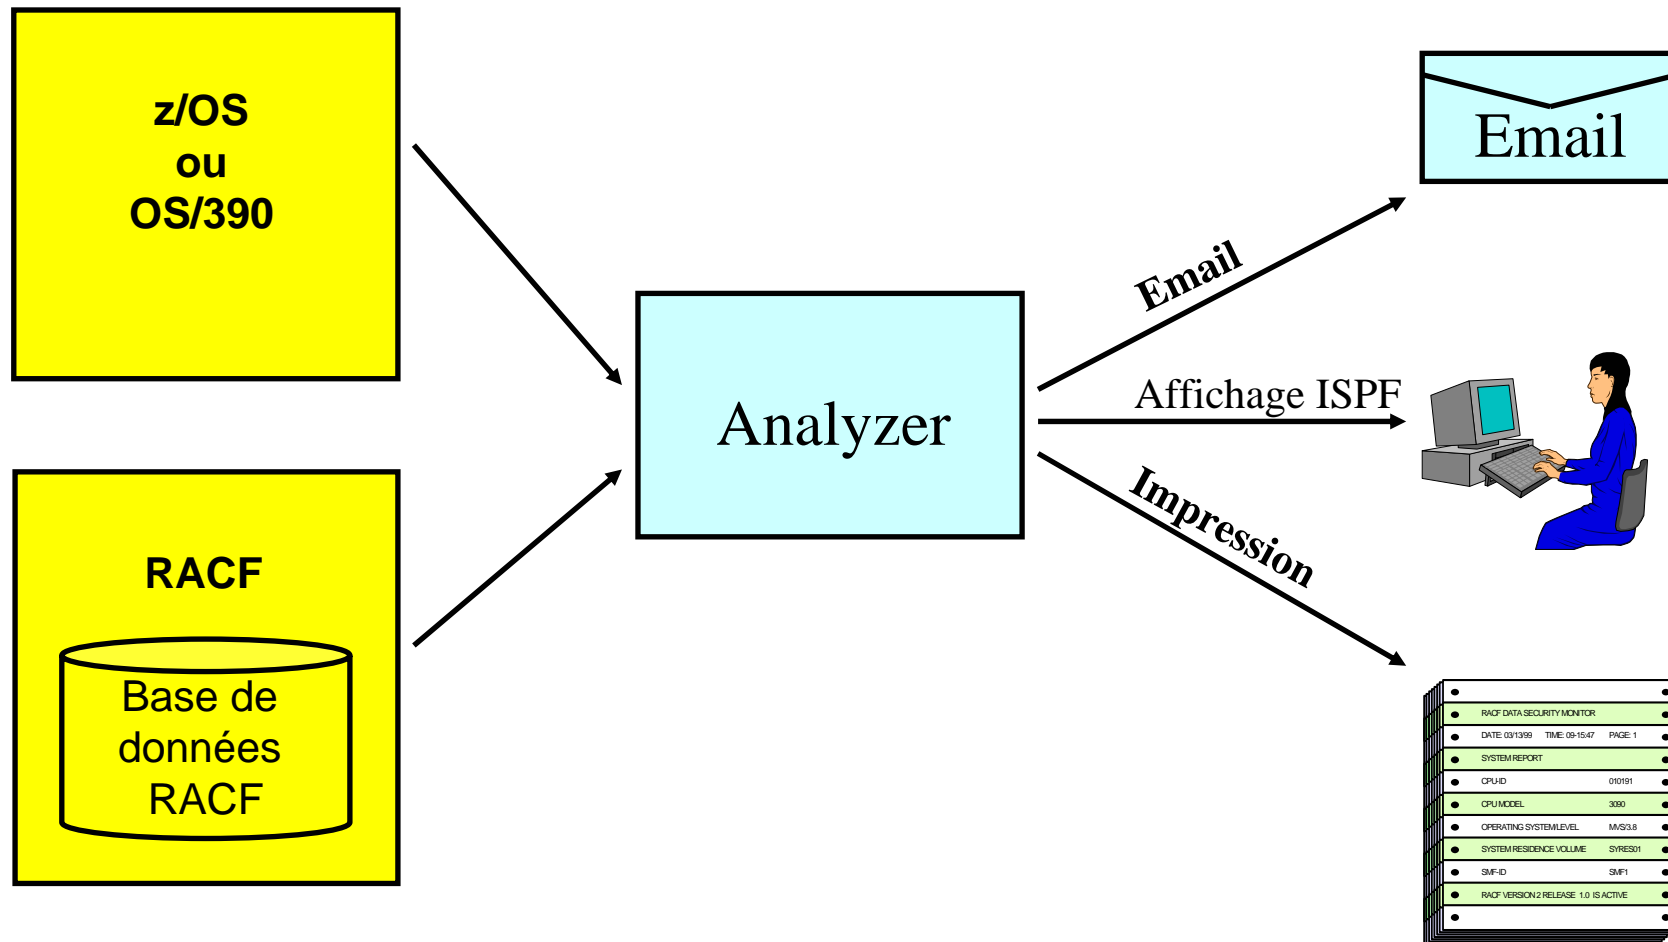 z/OS
ou
OS/390
RACF
Base de
données
RACF
Analyzer
Email
Affichage ISPF
Impression
Email
RACF DATA SECURITY MONITOR
DATE: 03/13/99 TIME: 09-15:47 PAGE: 1
SYSTEM REPORT
CPU-ID 010191
CPU MODEL 3090
OPERATING SYSTEM/LEVEL MVS/3.8
SYSTEM RESIDENCE VOLUME SYRES01
SMF-ID SMF1
RACF VERSION 2 RELEASE 1.0 IS ACTIVE